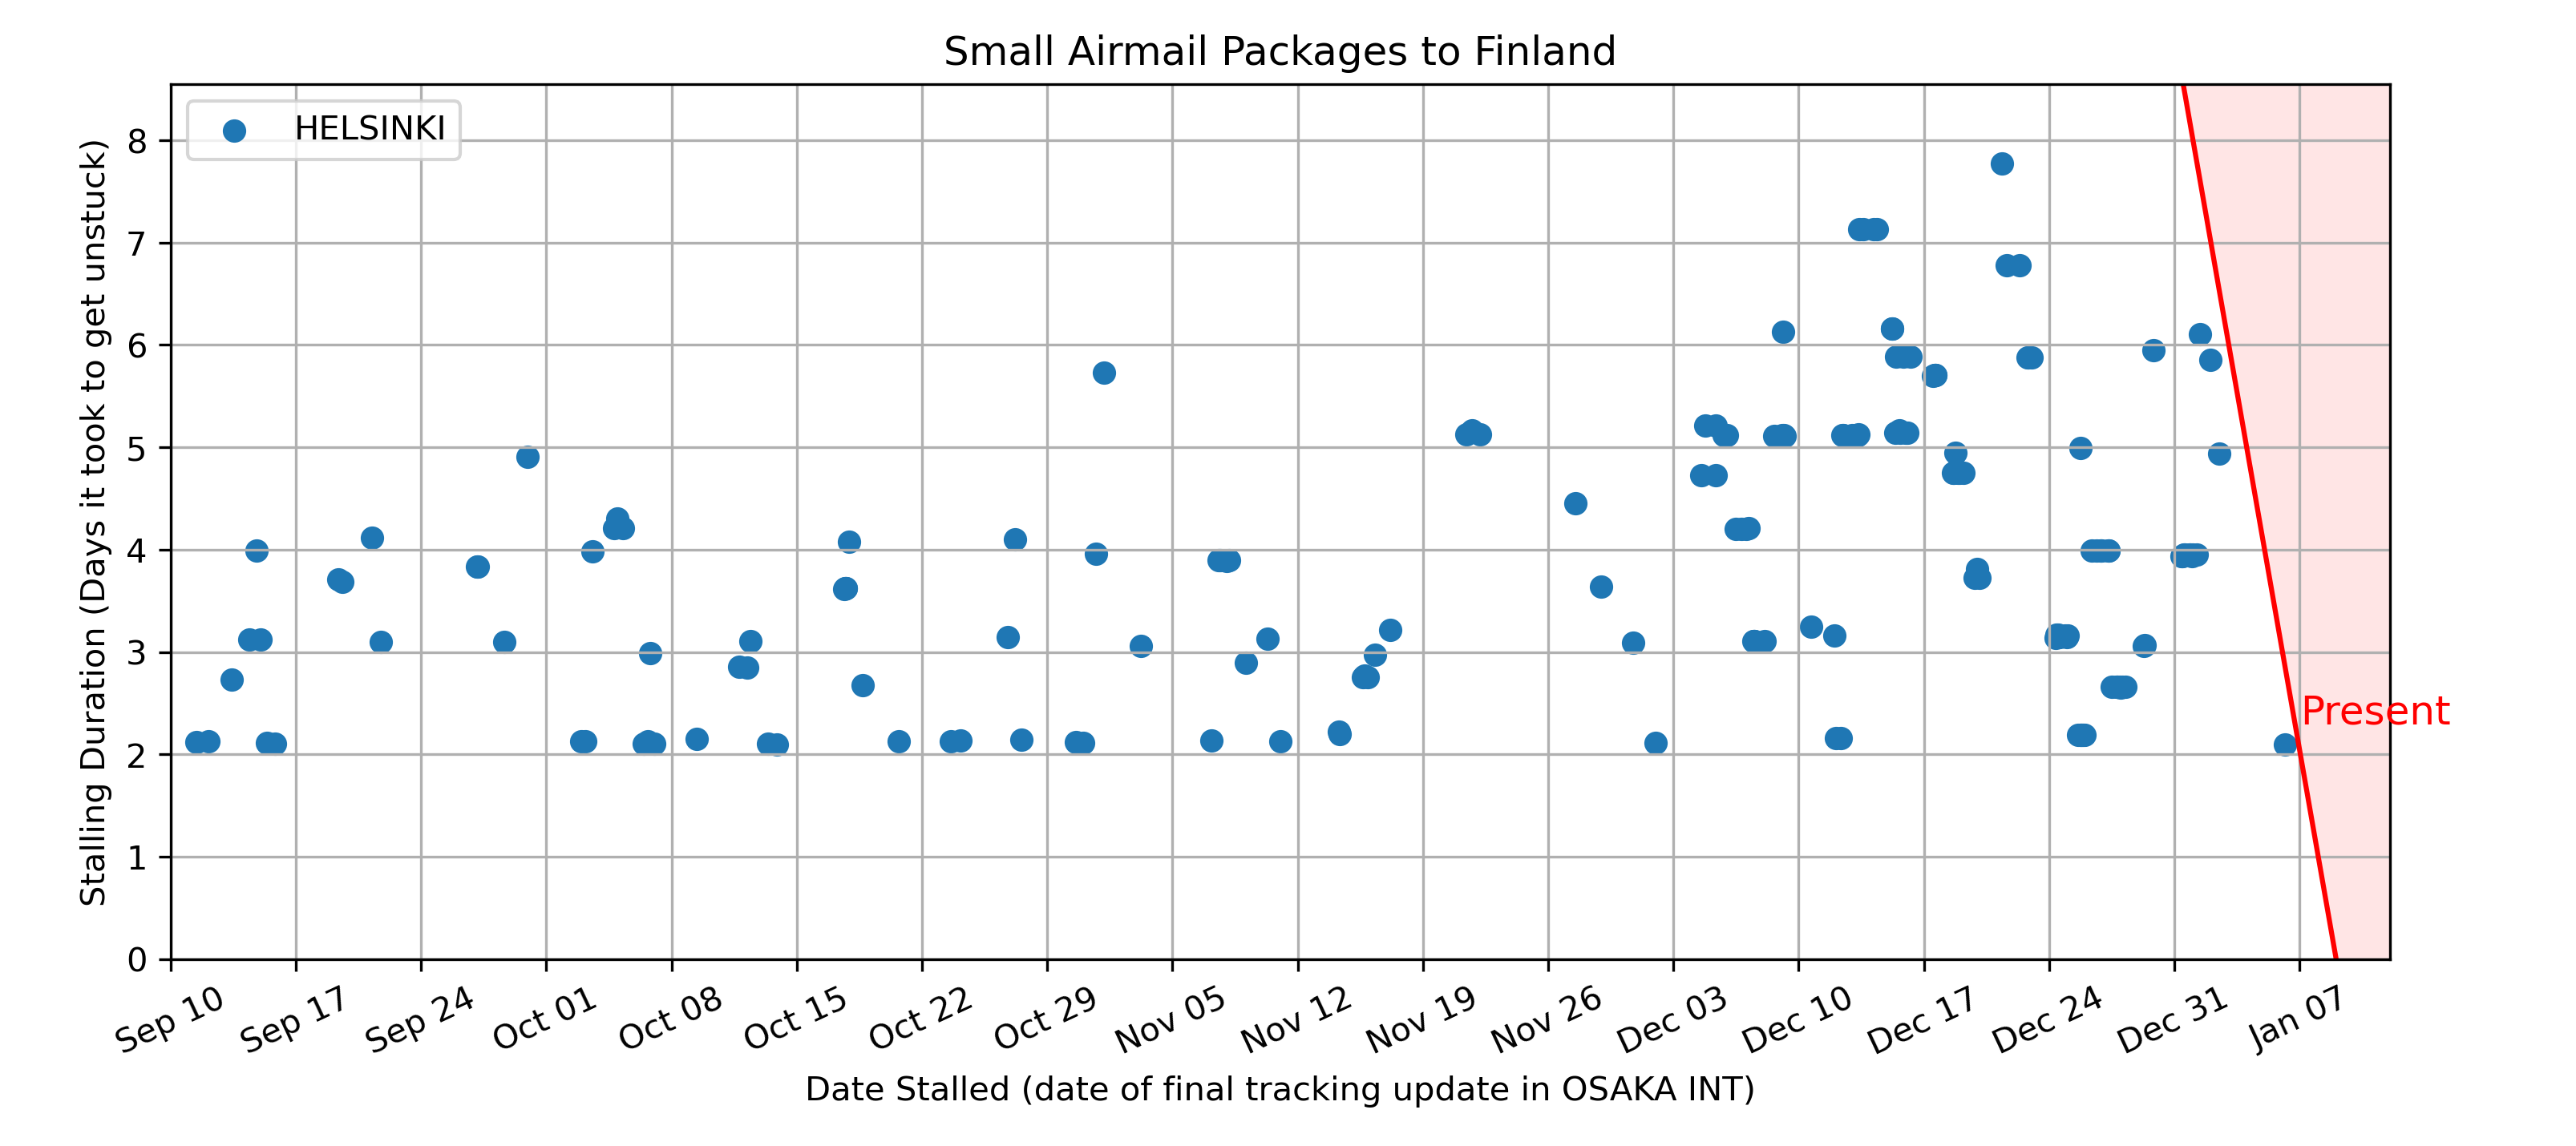 Small Airmail Packages to Finland
HELSINKI
Stalling Duration (Days it took to get unstuck)
8
7
6
5
4
3
2
1
0
Present
Sep 10
Sep 17
Sep 24
Oct 01
Oct 08
Oct 15
Oct 22
Oct 29
Nov 05
Nov 12
Nov 19
Nov 26
Dec 03
Dec 10
Dec 17
Dec 24
Dec 31
Jan 07
Date Stalled (date of final tracking update in OSAKA INT)